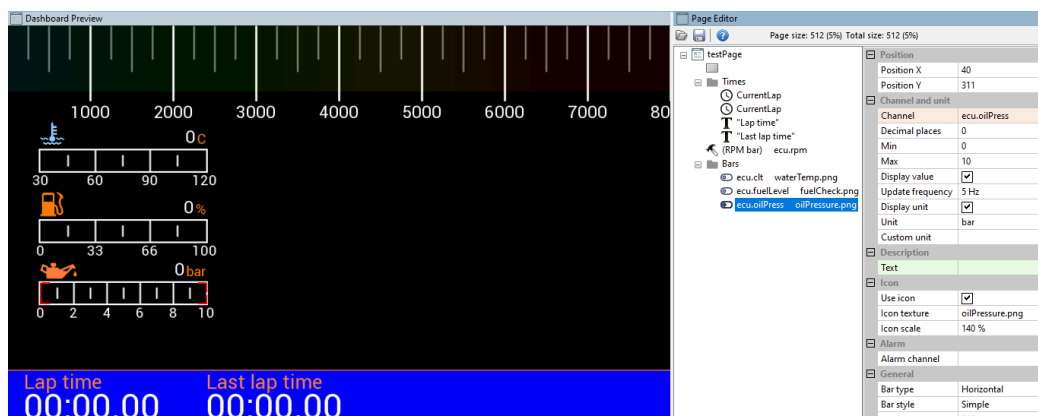 Dashboard Preview
1000 2000 3000 4000 5000 6000 7000 80
0 C
30 60 90 120
0 %
0 33 66 100
0 bar
0 2 4 6 8 10
Lap time Last lap time
00:00.00 00:00.00
Page Editor
Page size: 512 (5%) Total size: 512 (5%)
testPage
Times
CurrentLap
CurrentLap
"Lap time"
"Last lap time"
(RPM bar) ecu.rpm
Bars
ecu.clt waterTemp.png
ecu.fuelLevel fuelCheck.png
ecu.oilPress oilPressure.png
Position
Position X 40
Position Y 311
Channel and unit
Channel ecu.oilPress
Decimal places 0
Min 0
Max 10
Display value
Update frequency 5 Hz
Display unit
Unit bar
Custom unit
Description
Text
Icon
Use icon
Icon texture oilPressure.png
Icon scale 140 %
Alarm
Alarm channel
General
Bar type Horizontal
Bar style Simple